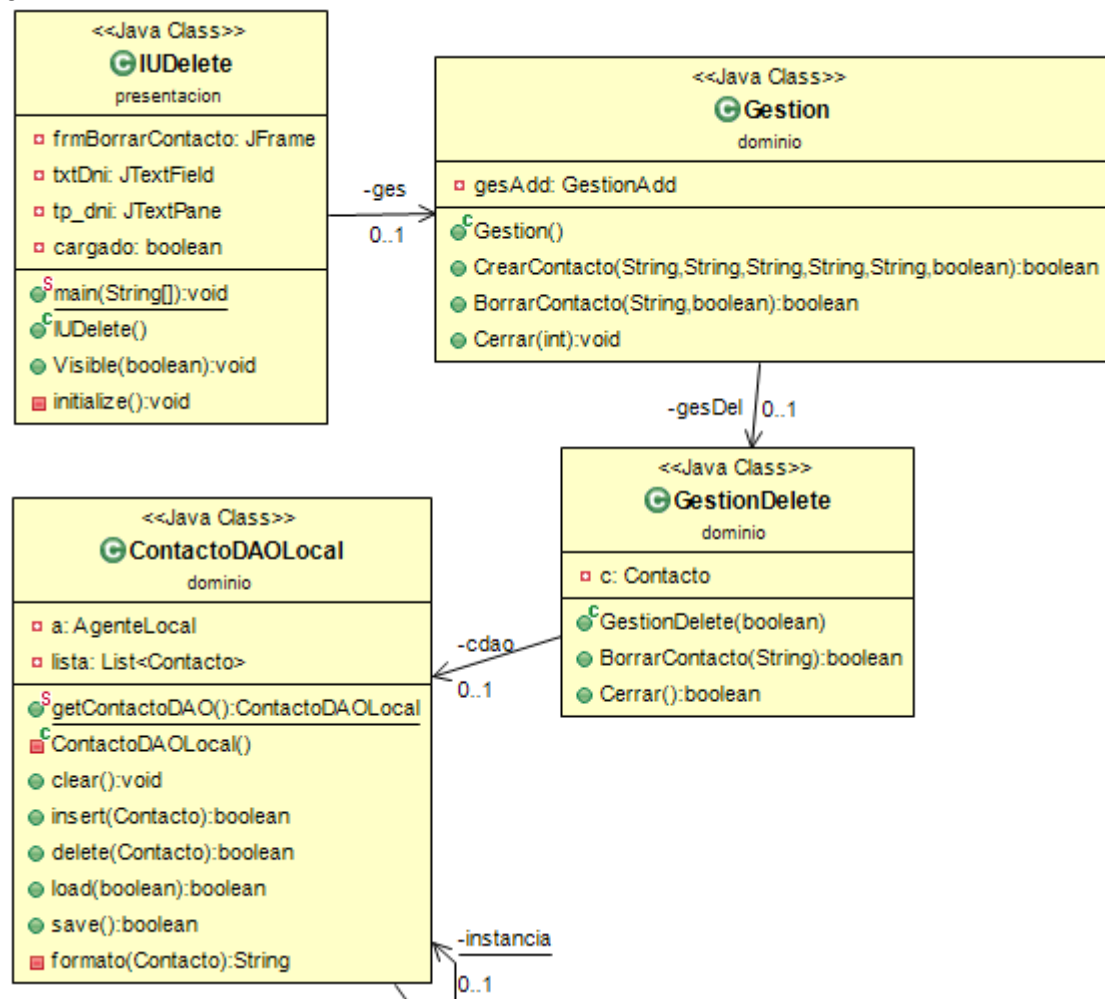 <<Java Class>>
IUDelete
presentacion
frmBorrarContacto: JFrame
txtDni: JTextField
tp_dni: JTextPane
cargado: boolean
main(String[]):void
IUDelete()
Visible(boolean):void
initialize():void
-ges
0..1
<<Java Class>>
Gestion
dominio
gesAdd: GestionAdd
Gestion()
CrearContacto(String,String,String,String,String,boolean):boolean
BorrarContacto(String,boolean):boolean
Cerrar(int):void
-gesDel
0..1
<<Java Class>>
GestionDelete
dominio
c: Contacto
GestionDelete(boolean)
BorrarContacto(String):boolean
Cerrar():boolean
-cdao
0..1
<<Java Class>>
ContactoDAOLocal
dominio
a: AgenteLocal
lista: List<Contacto>
getContactoDAO():ContactoDAOLocal
ContactoDAOLocal()
clear():void
insert(Contacto):boolean
delete(Contacto):boolean
load(boolean):boolean
save():boolean
formato(Contacto):String
-instancia
0..1